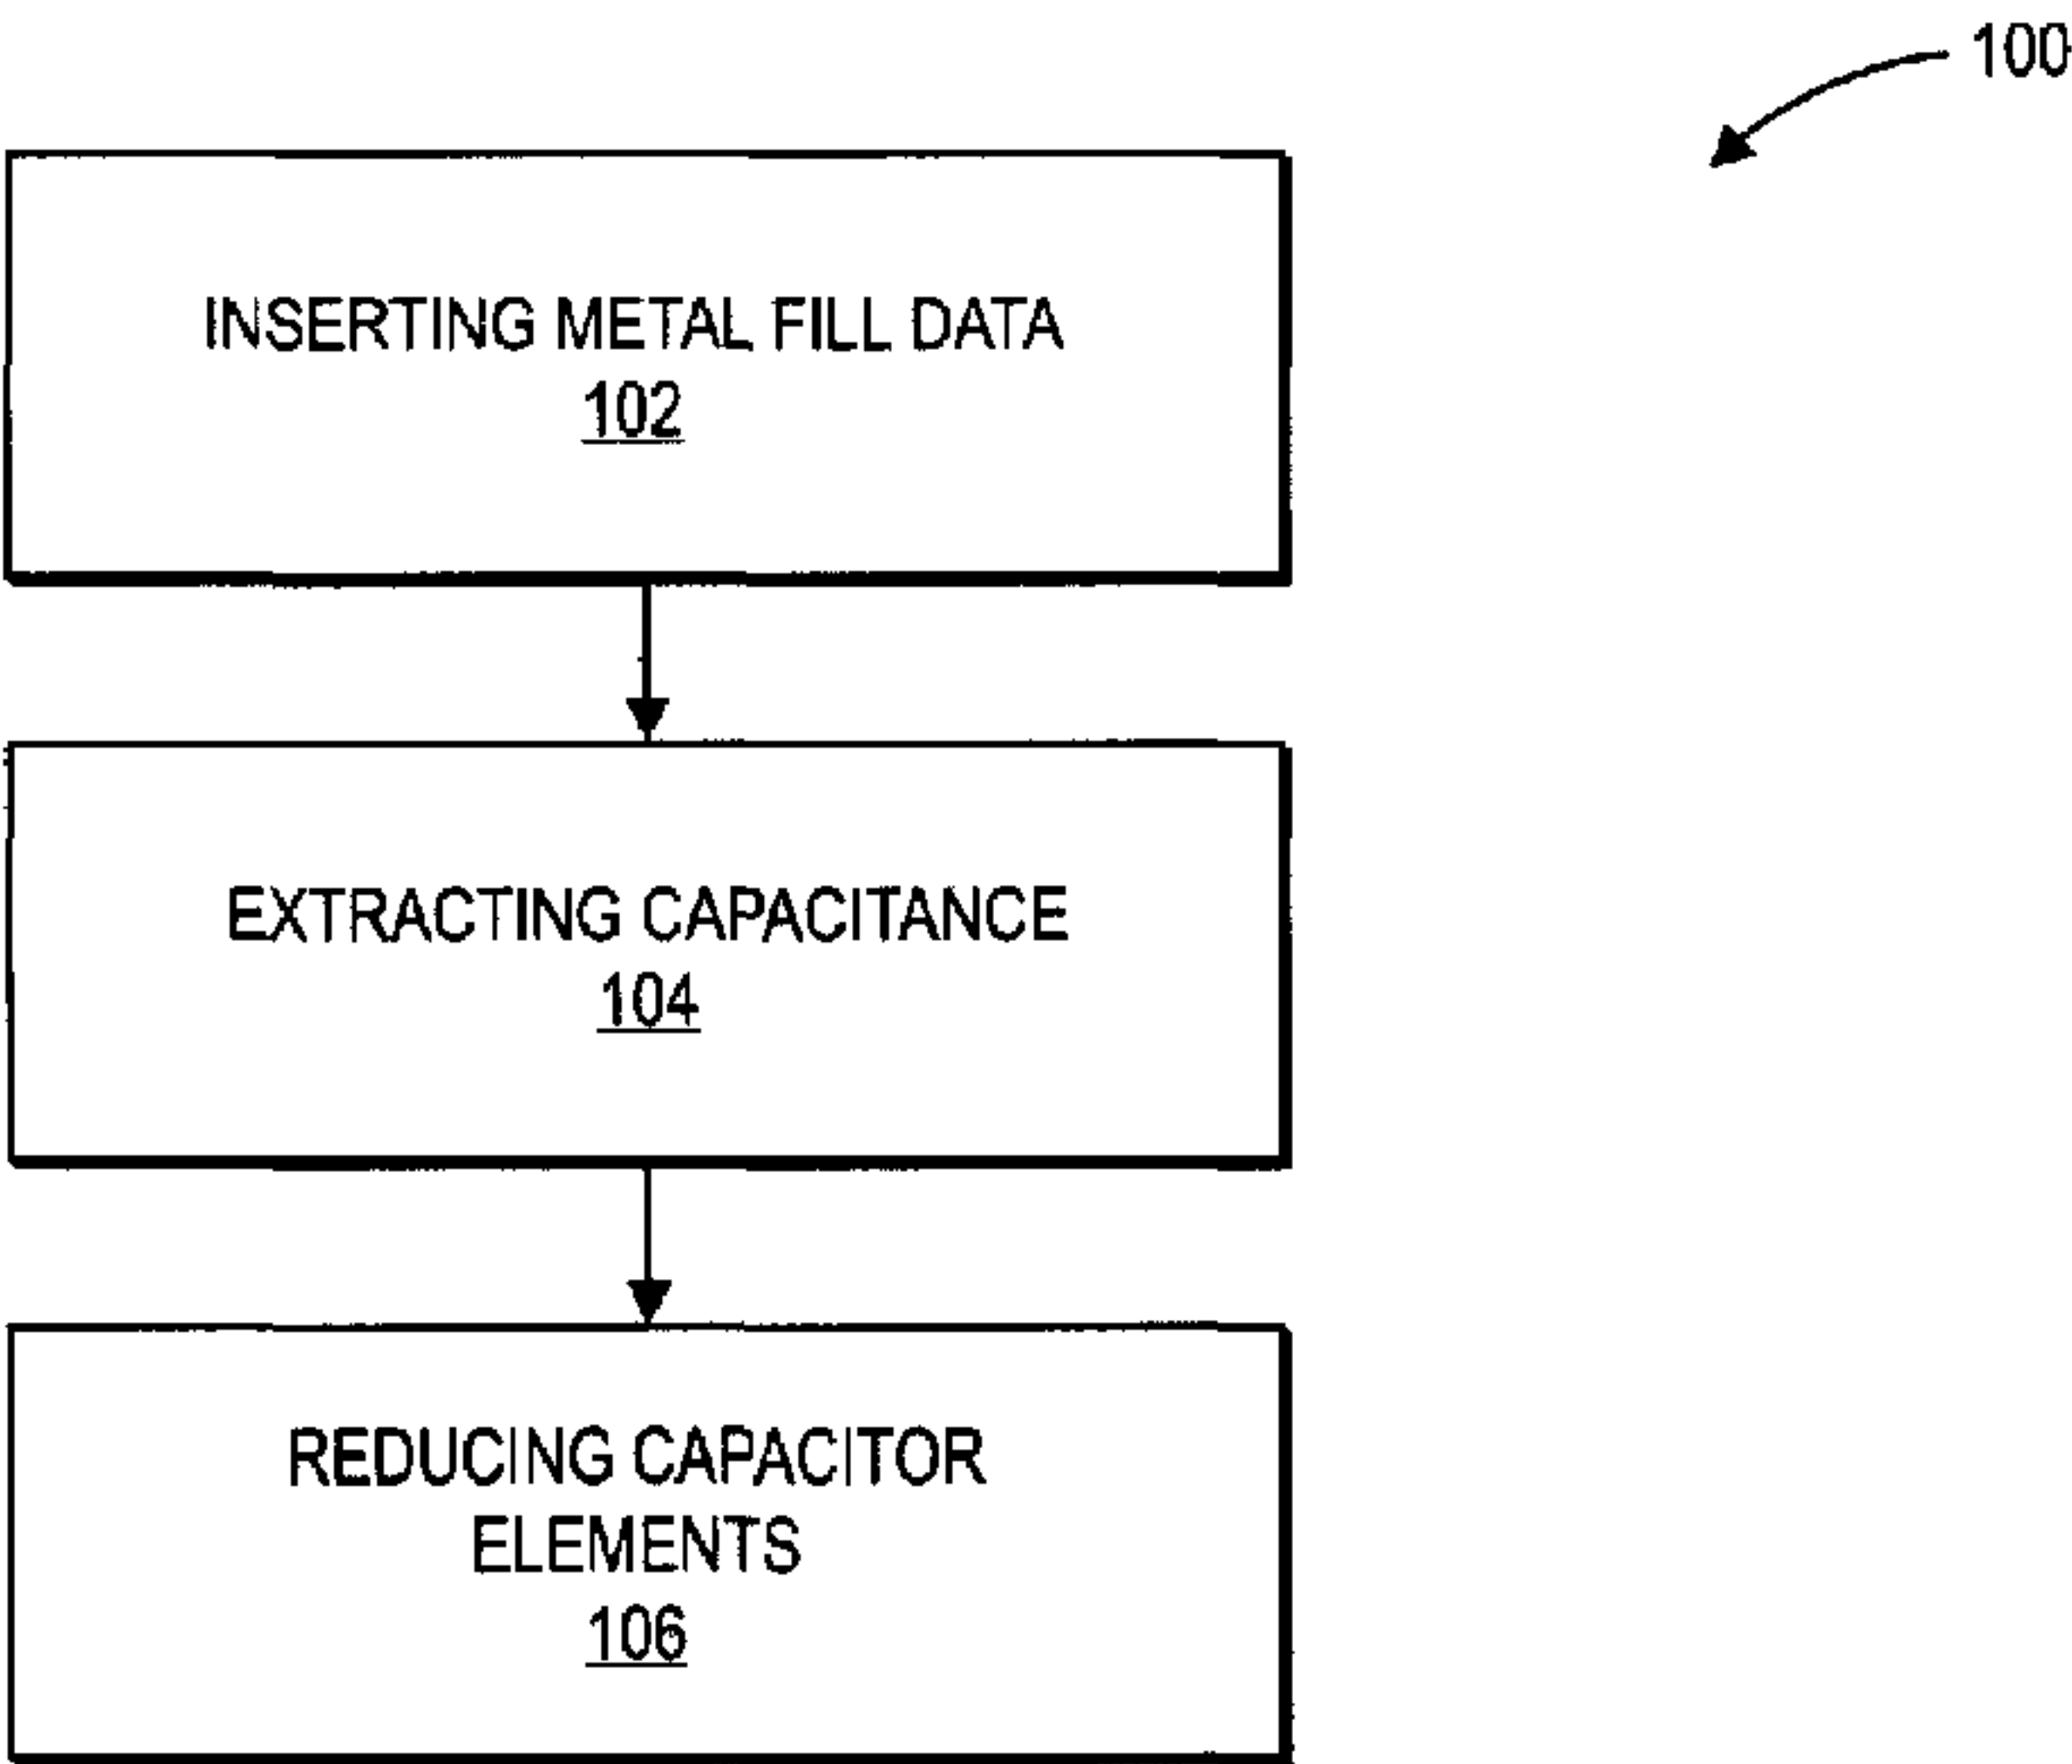 100
INSERTING METAL FILL DATA
102
EXTRACTING CAPACITANCE
104
REDUCING CAPACITOR
ELEMENTS
106